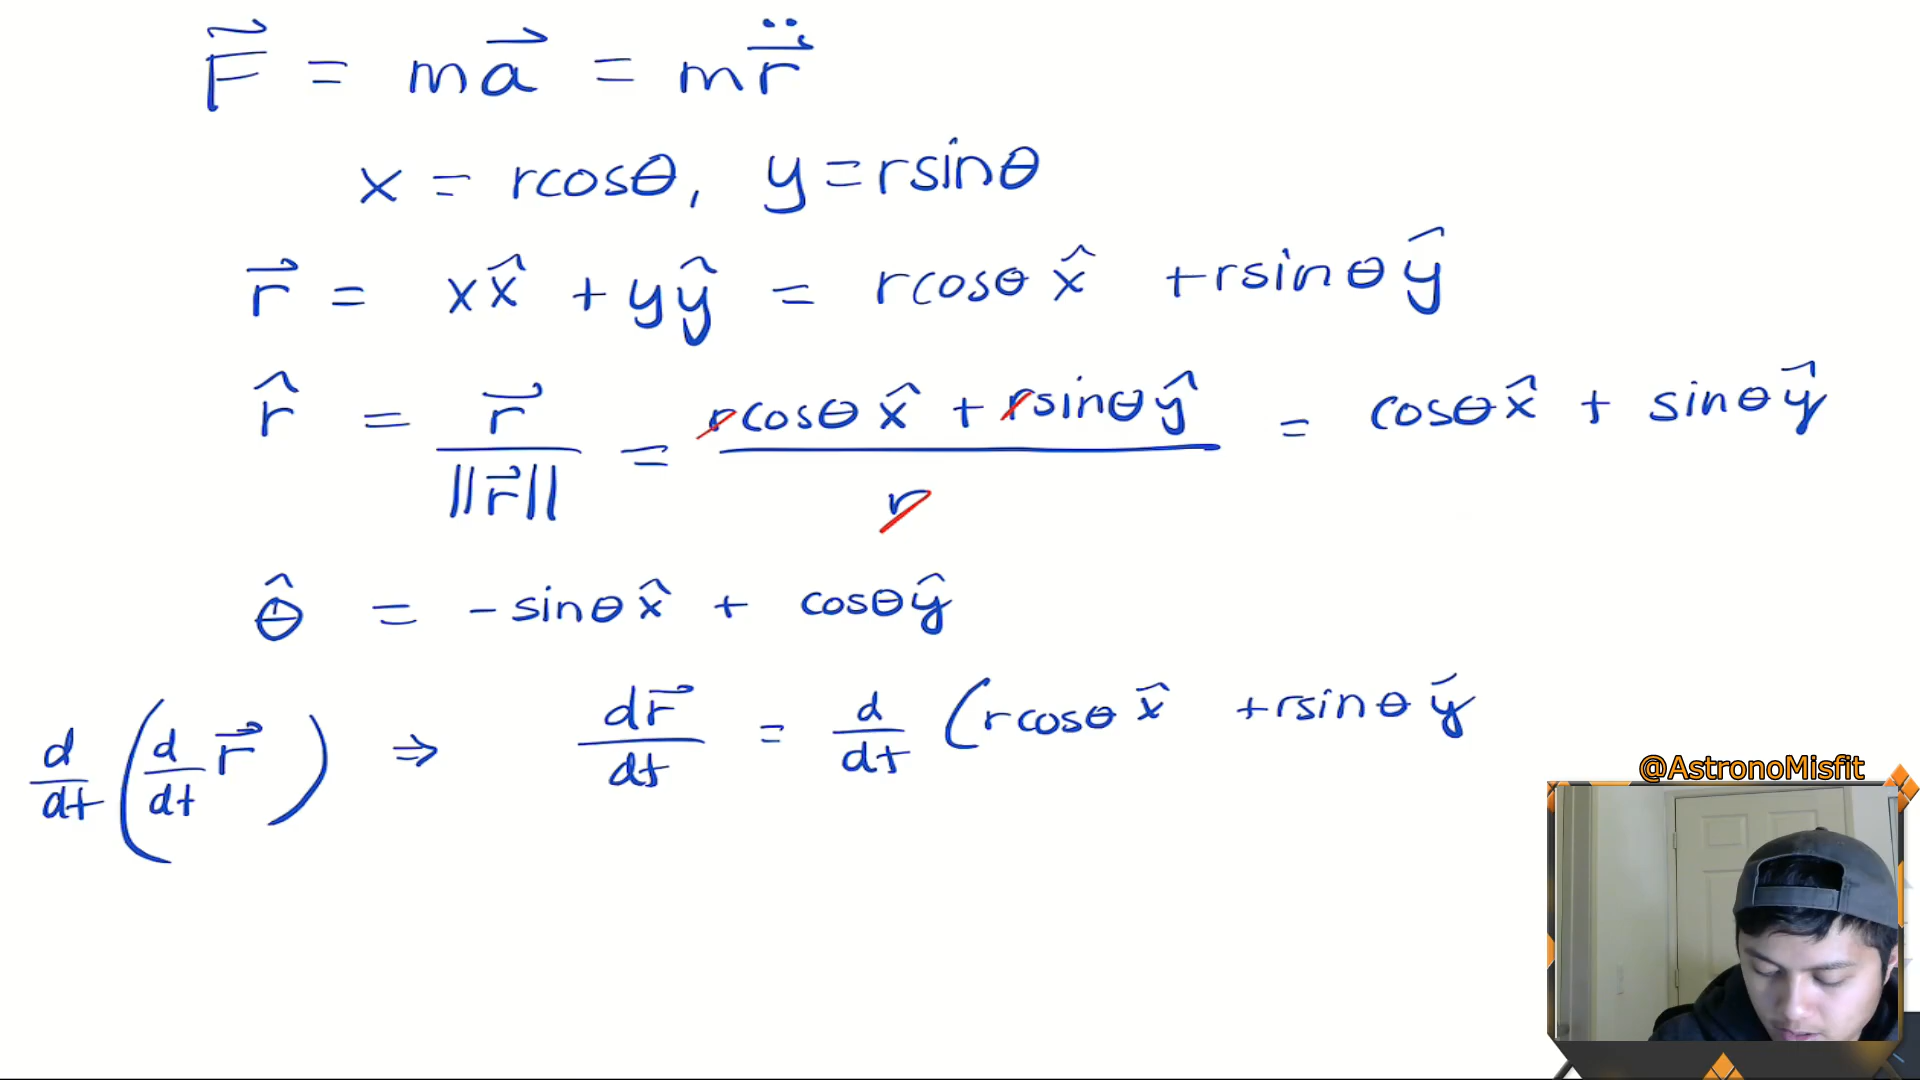 F⃗ = ma⃗ = mr⃗̈
x = rcosθ, y = rsinθ
r⃗ = xx̂ + yŷ = rcosθ x̂ + rsinθ ŷ
r̂ = r⃗ / ||r⃗|| = (rcosθ x̂ + rsinθ ŷ) / r = cosθ x̂ + sinθ ŷ
θ̂ = -sinθ x̂ + cosθ ŷ
d/dt (d/dt r⃗) ⇒ dr⃗/dt = d/dt (rcosθ x̂ + rsinθ ŷ
@AstronoMisfit